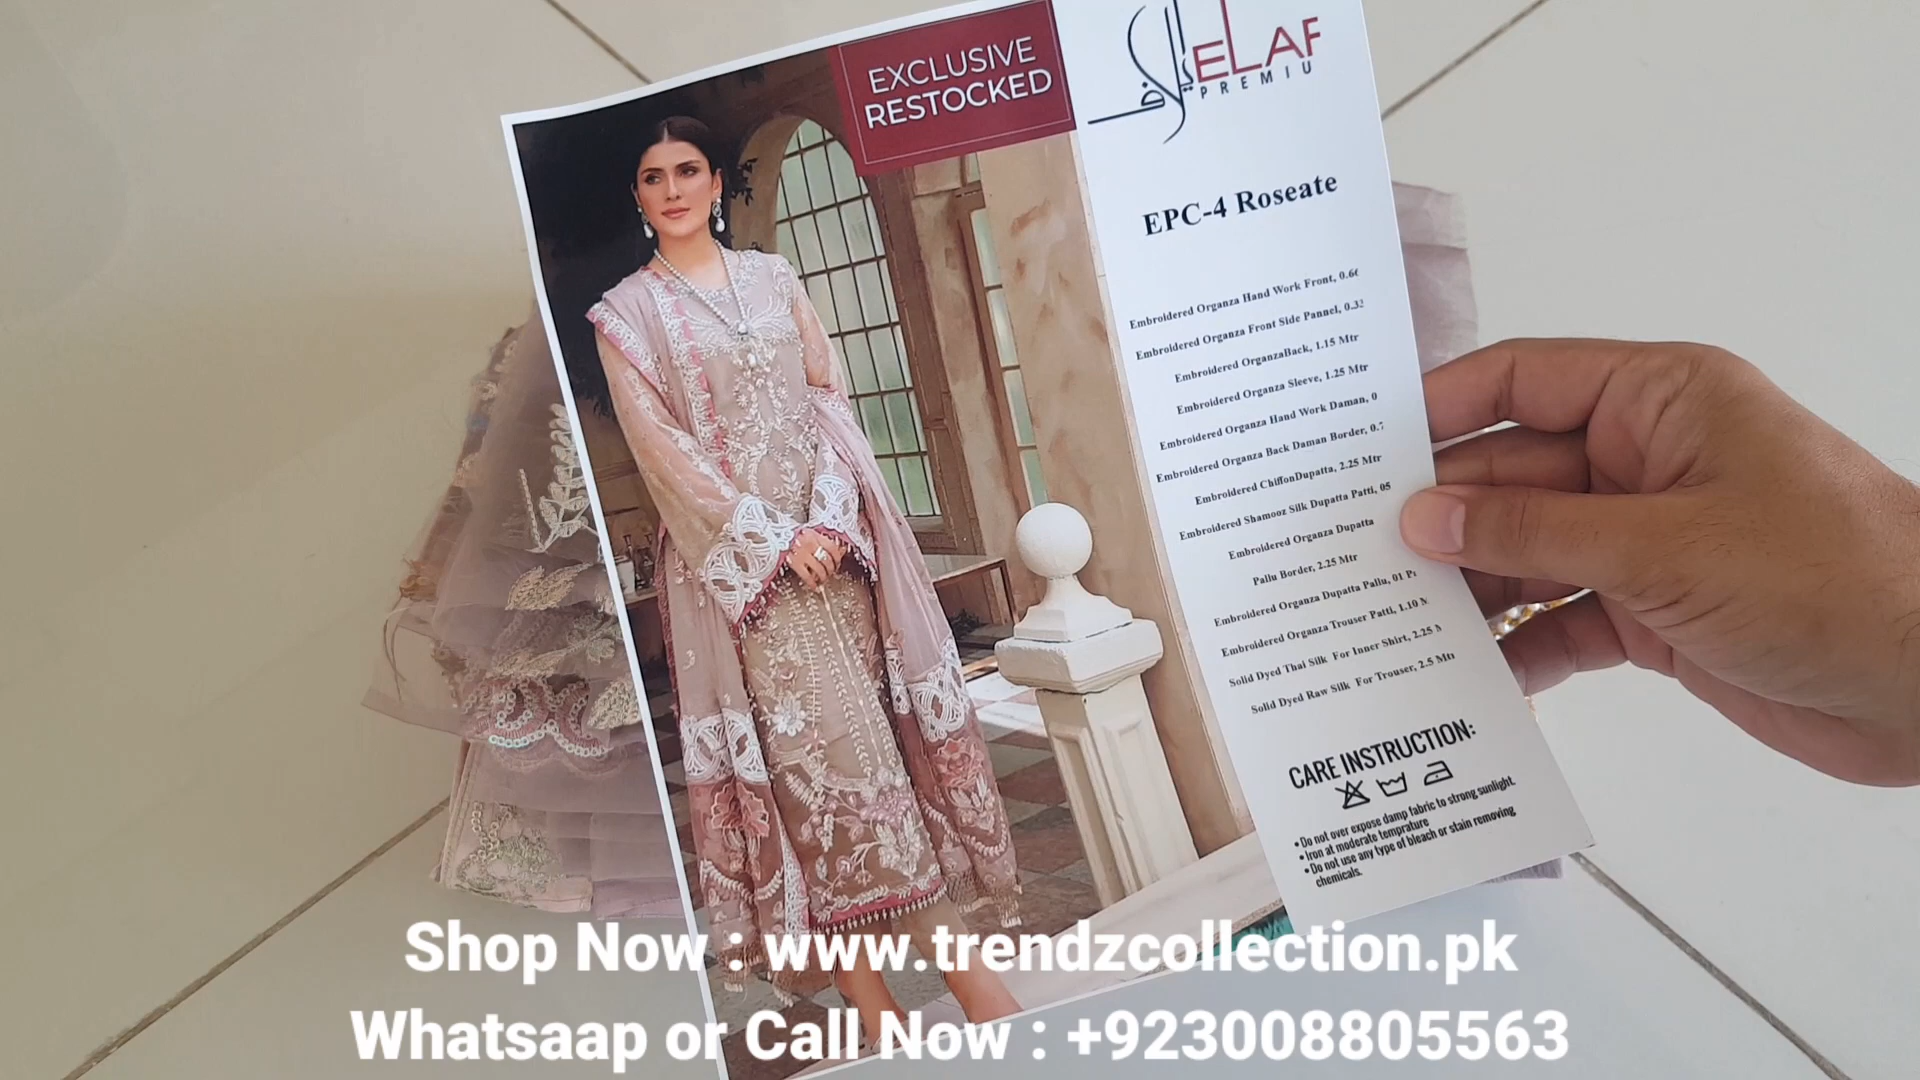 EXCLUSIVE
RESTOCKED
إيلاف
ELAF
PREMIU
EPC-4 Roseate
Embroidered Organza Hand Work Front, 0.66
Embroidered Organza Front Side Pannel, 0.32
Embroidered OrganzaBack, 1.15 Mtr
Embroidered Organza Sleeve, 1.25 Mtr
Embroidered Organza Hand Work Daman, 0
Embroidered Organza Back Daman Border, 0.7
Embroidered ChiffonDupatta, 2.25 Mtr
Embroidered Shamooz Silk Dupatta Patti, 05
Embroidered Organza Dupatta
Pallu Border, 2.25 Mtr
Embroidered Organza Dupatta Pallu, 01
Embroidered Organza Trouser Patti, 1.10 M
Solid Dyed Thai Silk For Inner Shirt, 2.25 M
Solid Dyed Raw Silk For Trouser, 2.5 Mtr
CARE INSTRUCTION:
• Do not over expose damp fabric to strong sunlight.
• Iron at moderate temprature
• Do not use any type of bleach or stain removing
chemicals.
Shop Now : www.trendzcollection.pk
Whatsaap or Call Now : +923008805563